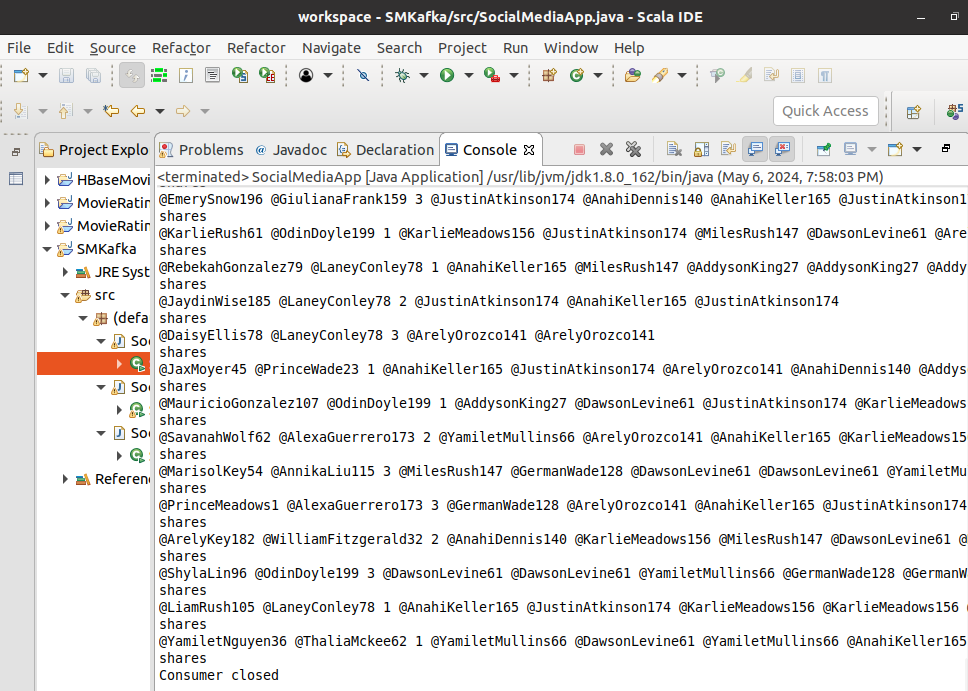 workspace - SMKafka/src/SocialMediaApp.java - Scala IDE
File Edit Source Refactor Refactor Navigate Search Project Run Window Help
Quick Access
Project Explo
Problems @ Javadoc Declaration Console
<terminated> SocialMediaApp [Java Application] /usr/lib/jvm/jdk1.8.0_162/bin/java (May 6, 2024, 7:58:03 PM)
HBaseMovi
MovieRatin
MovieRatin
SMKafka
JRE Syst
src
(defa
Soc
Soc
Soc
Referen
shares
@EmerySnow196 @GiulianaFrank159 3 @JustinAtkinson174 @AnahiDennis140 @AnahiKeller165 @JustinAtkinson1
shares
@KarlieRush61 @OdinDoyle199 1 @KarlieMeadows156 @JustinAtkinson174 @MilesRush147 @DawsonLevine61 @Are
shares
@RebekahGonzalez79 @LaneyConley78 1 @AnahiKeller165 @MilesRush147 @AddysonKing27 @AddysonKing27 @Addy
shares
@JaydinWise185 @LaneyConley78 2 @JustinAtkinson174 @AnahiKeller165 @JustinAtkinson174
shares
@DaisyEllis78 @LaneyConley78 3 @ArelyOrozco141 @ArelyOrozco141
shares
@JaxMoyer45 @PrinceWade23 1 @AnahiKeller165 @JustinAtkinson174 @ArelyOrozco141 @AnahiDennis140 @Addys
shares
@MauricioGonzalez107 @OdinDoyle199 1 @AddysonKing27 @DawnLevine61 @JustinAtkinson174 @KarlieMeadows
shares
@SavanahWolf62 @AlexaGuerrero173 2 @YamiletMullins66 @ArelyOrozco141 @AnahiKeller165 @KarlieMeadows15
shares
@MarisolKey54 @AnnikaLiu115 3 @MilesRush147 @GermanWade128 @DawsonLevine61 @DawsonLevine61 @YamiletMu
shares
@PrinceMeadows1 @AlexaGuerrero173 3 @GermanWade128 @ArelyOrozco141 @AnahiKeller165 @JustinAtkinson174
shares
@ArelyKey182 @WilliamFitzgerald32 2 @AnahiDennis140 @KarlieMeadows156 @MilesRush147 @DawsonLevine61 @
shares
@ShylaLin96 @OdinDoyle199 3 @DawsonLevine61 @DawsonLevine61 @YamiletMullins66 @GermanWade128 @GermanW
shares
@LiamRush105 @LaneyConley78 1 @AnahiKeller165 @JustinAtkinson174 @KarlieMeadows156 @KarlieMeadows156
shares
@YamiletNguyen36 @ThaliaMckee62 1 @YamiletMullins66 @DawsonLevine61 @YamiletMullins66 @AnahiKeller165
shares
Consumer closed